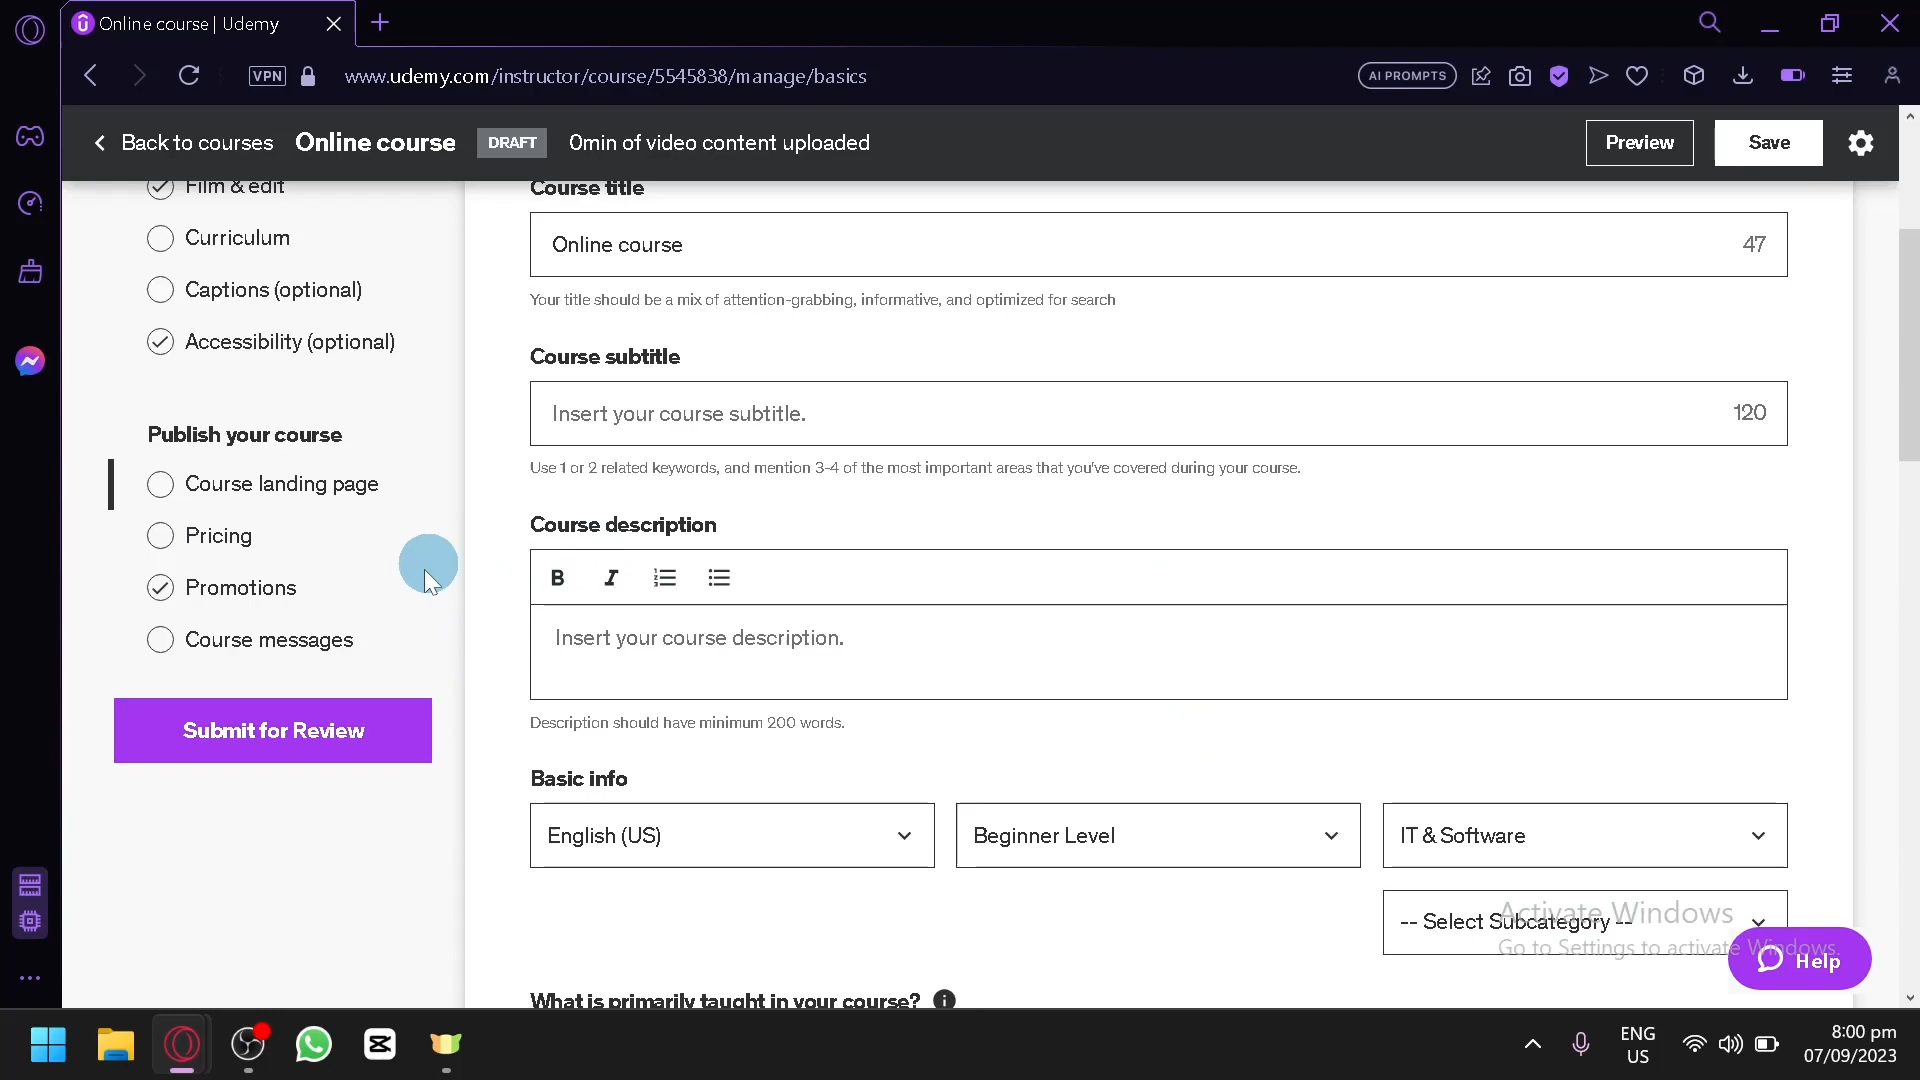 Online course | Udemy
VPN
www.udemy.com/instructor/course/5545838/manage/basics
AI PROMPTS
Back to courses
Online course
DRAFT
0min of video content uploaded
Preview
Save
Film & edit
Curriculum
Captions (optional)
Accessibility (optional)
Publish your course
Course landing page
Pricing
Promotions
Course messages
Submit for Review
Course title
Online course
47
Your title should be a mix of attention-grabbing, informative, and optimized for search
Course subtitle
Insert your course subtitle.
120
Use 1 or 2 related keywords, and mention 3-4 of the most important areas that you've covered during your course.
Course description
B I
Insert your course description.
Description should have minimum 200 words.
Basic info
English (US)
Beginner Level
IT & Software
-- Select Subcategory --
Activate Windows
Go to Settings to activate Windows.
Help
What is primarily taught in your course?
ENG
US
8:00 pm
07/09/2023